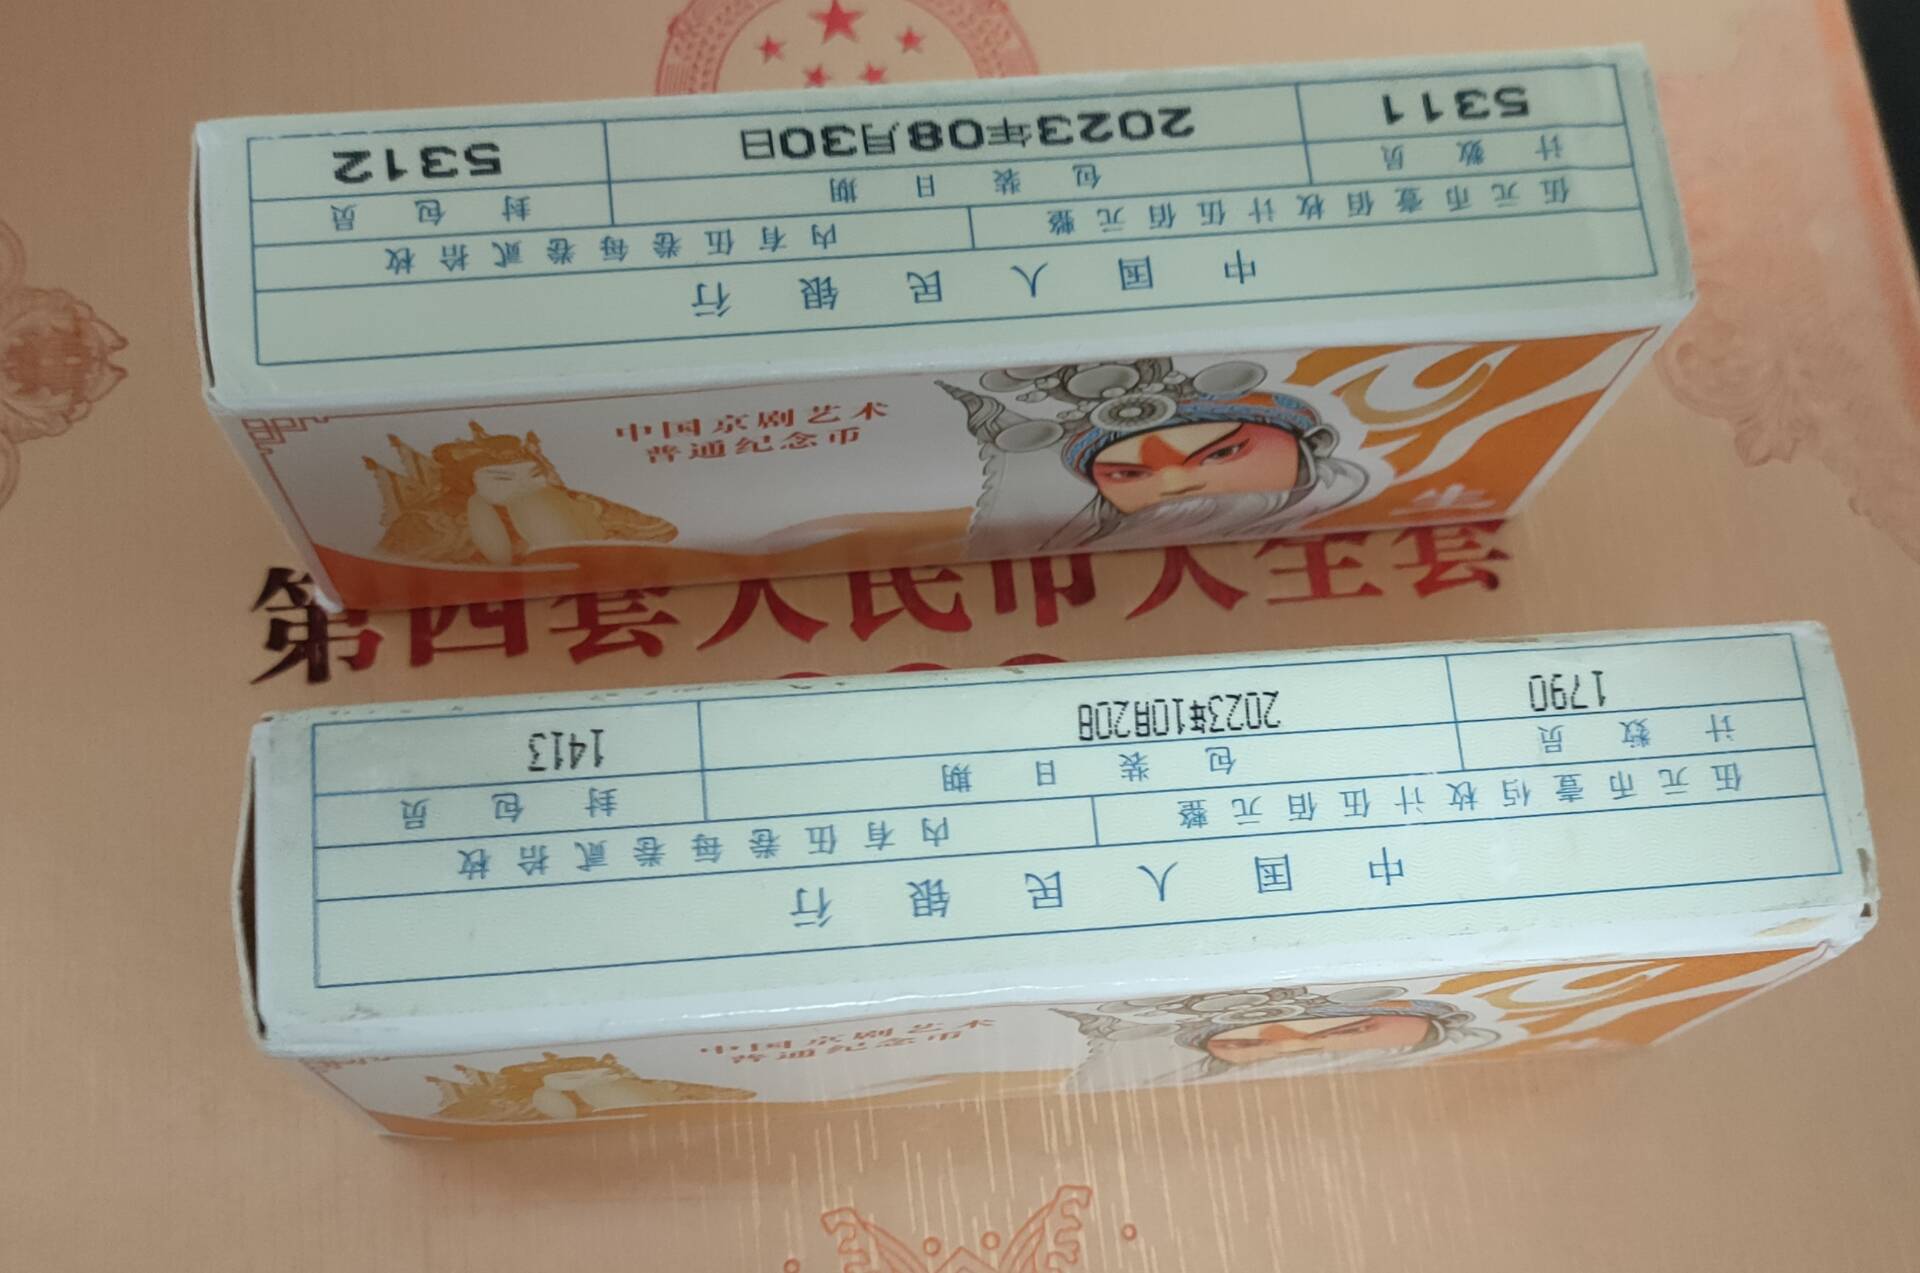 中国人民银行
伍元币壹佰枚计伍佰元整 内有伍卷每卷贰拾枚
计数员 包装日期 封包员
5311 2023年08月30日 5312
中国京剧艺术
普通纪念币
生
第四套人民币大全套
中国人民银行
伍元币壹佰枚计伍佰元整 内有伍卷每卷贰拾枚
计数员 包装日期 封包员
1790 2023年10月20日 1413
中国京剧艺术
普通纪念币